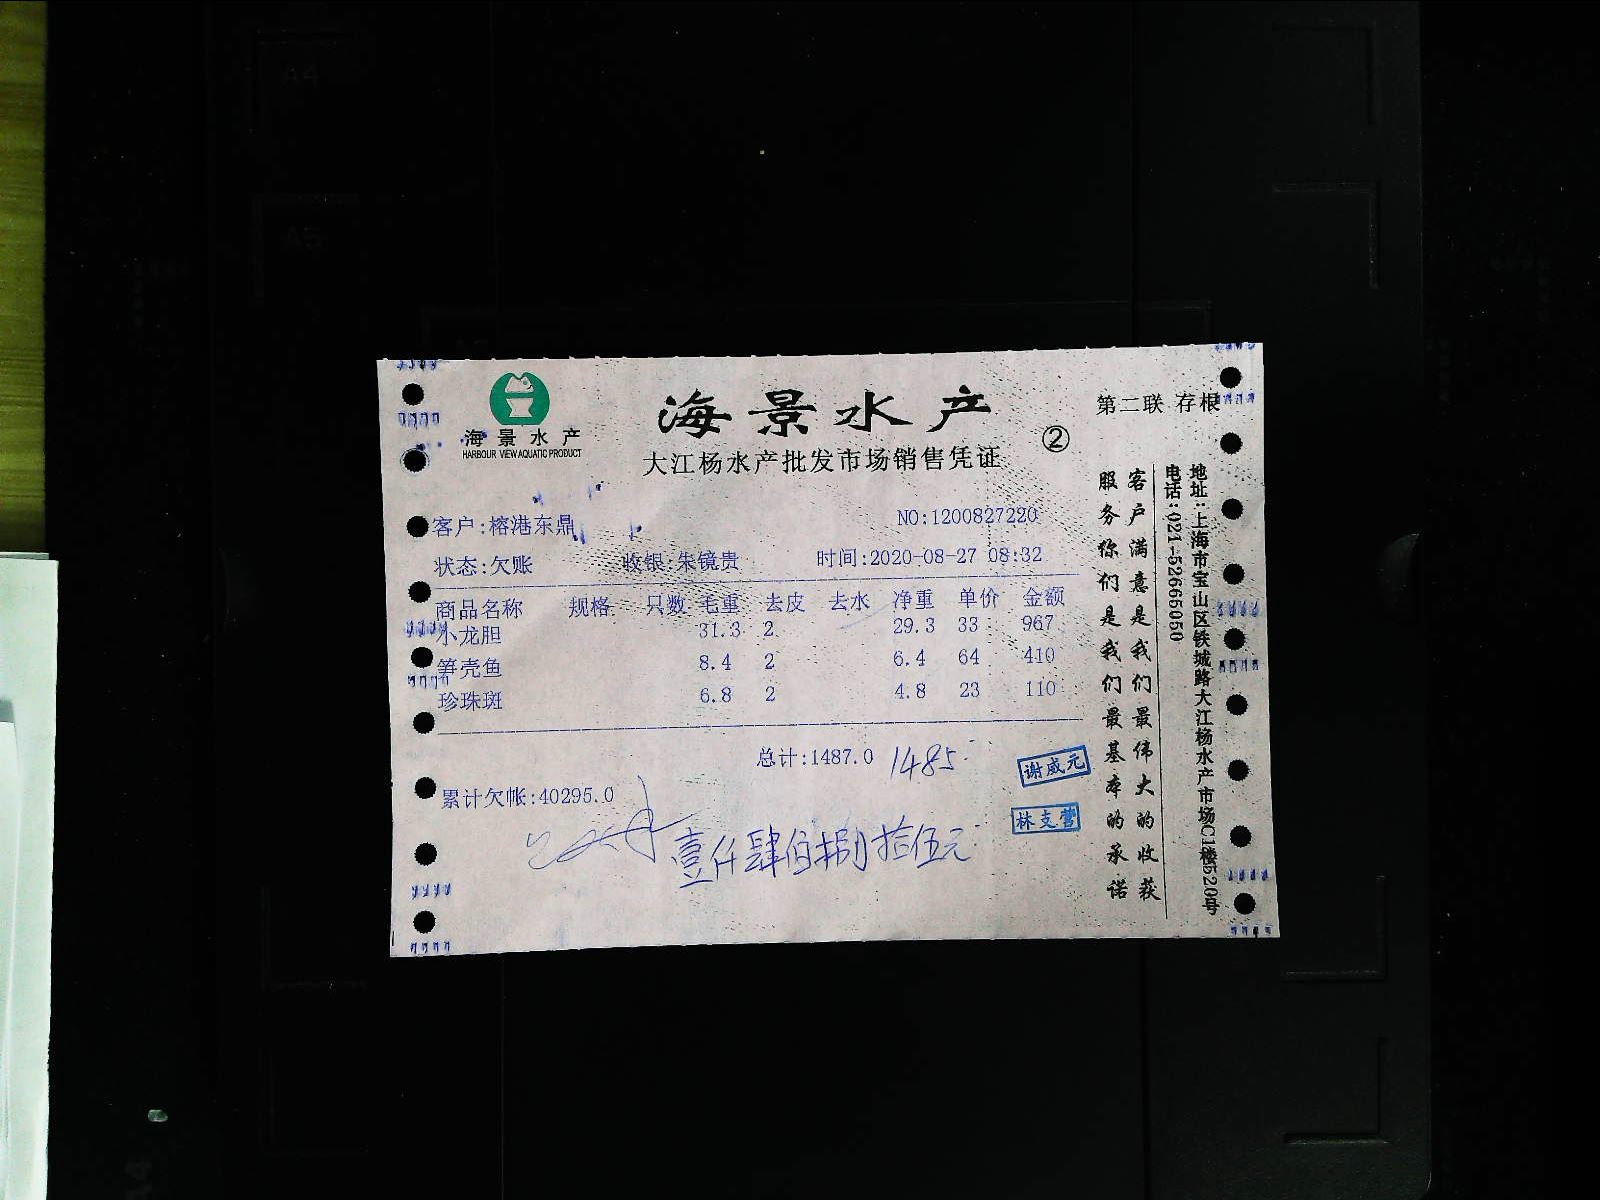 A4
A5
海景水产
HARBOUR VIEW AQUATIC PRODUCT
海景水产
大江杨水产批发市场销售凭证
②
第二联 存根
客户:榕港东鼎
NO:1200827220
状态:欠账 收银:朱镜贵 时间:2020-08-27 08:32
商品名称 规格 只数 毛重 去皮 去水 净重 单价 金额
小龙胆 31.3 2 29.3 33 967
笋壳鱼 8.4 2 6.4 64 410
珍珠斑 6.8 2 4.8 23 110
总计:1487.0 1485.
累计欠帐:40295.0
壹仟肆佰捌拾伍元
谢威元
林支营
客户满意是我们最伟大的收获
服务你们是我们最基本的承诺
地址:上海市宝山区铁城路大江杨水产市场C1楼520号
电话:021-52665050